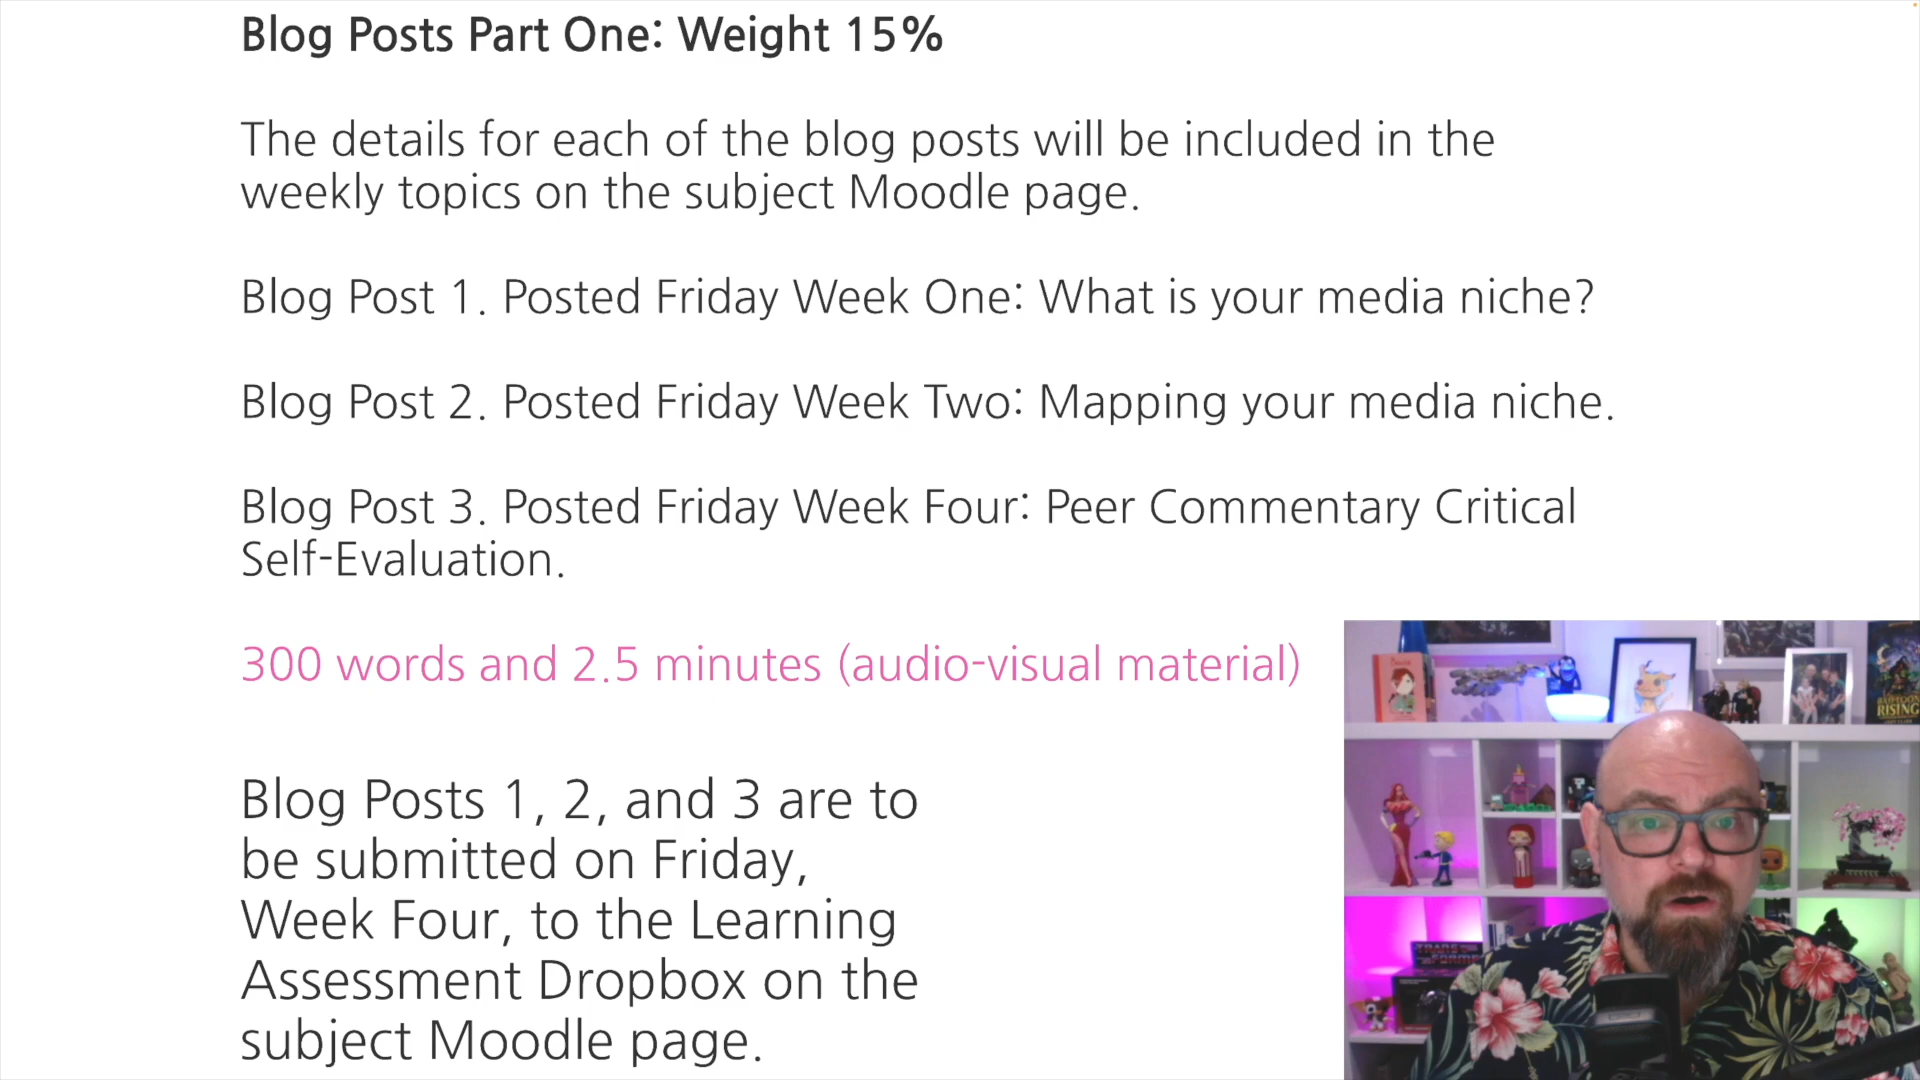 Blog Posts Part One: Weight 15%
The details for each of the blog posts will be included in the
weekly topics on the subject Moodle page.
Blog Post 1. Posted Friday Week One: What is your media niche?
Blog Post 2. Posted Friday Week Two: Mapping your media niche.
Blog Post 3. Posted Friday Week Four: Peer Commentary Critical
Self-Evaluation.
300 words and 2.5 minutes (audio-visual material)
Blog Posts 1, 2, and 3 are to
be submitted on Friday,
Week Four, to the Learning
Assessment Dropbox on the
subject Moodle page.
RISING